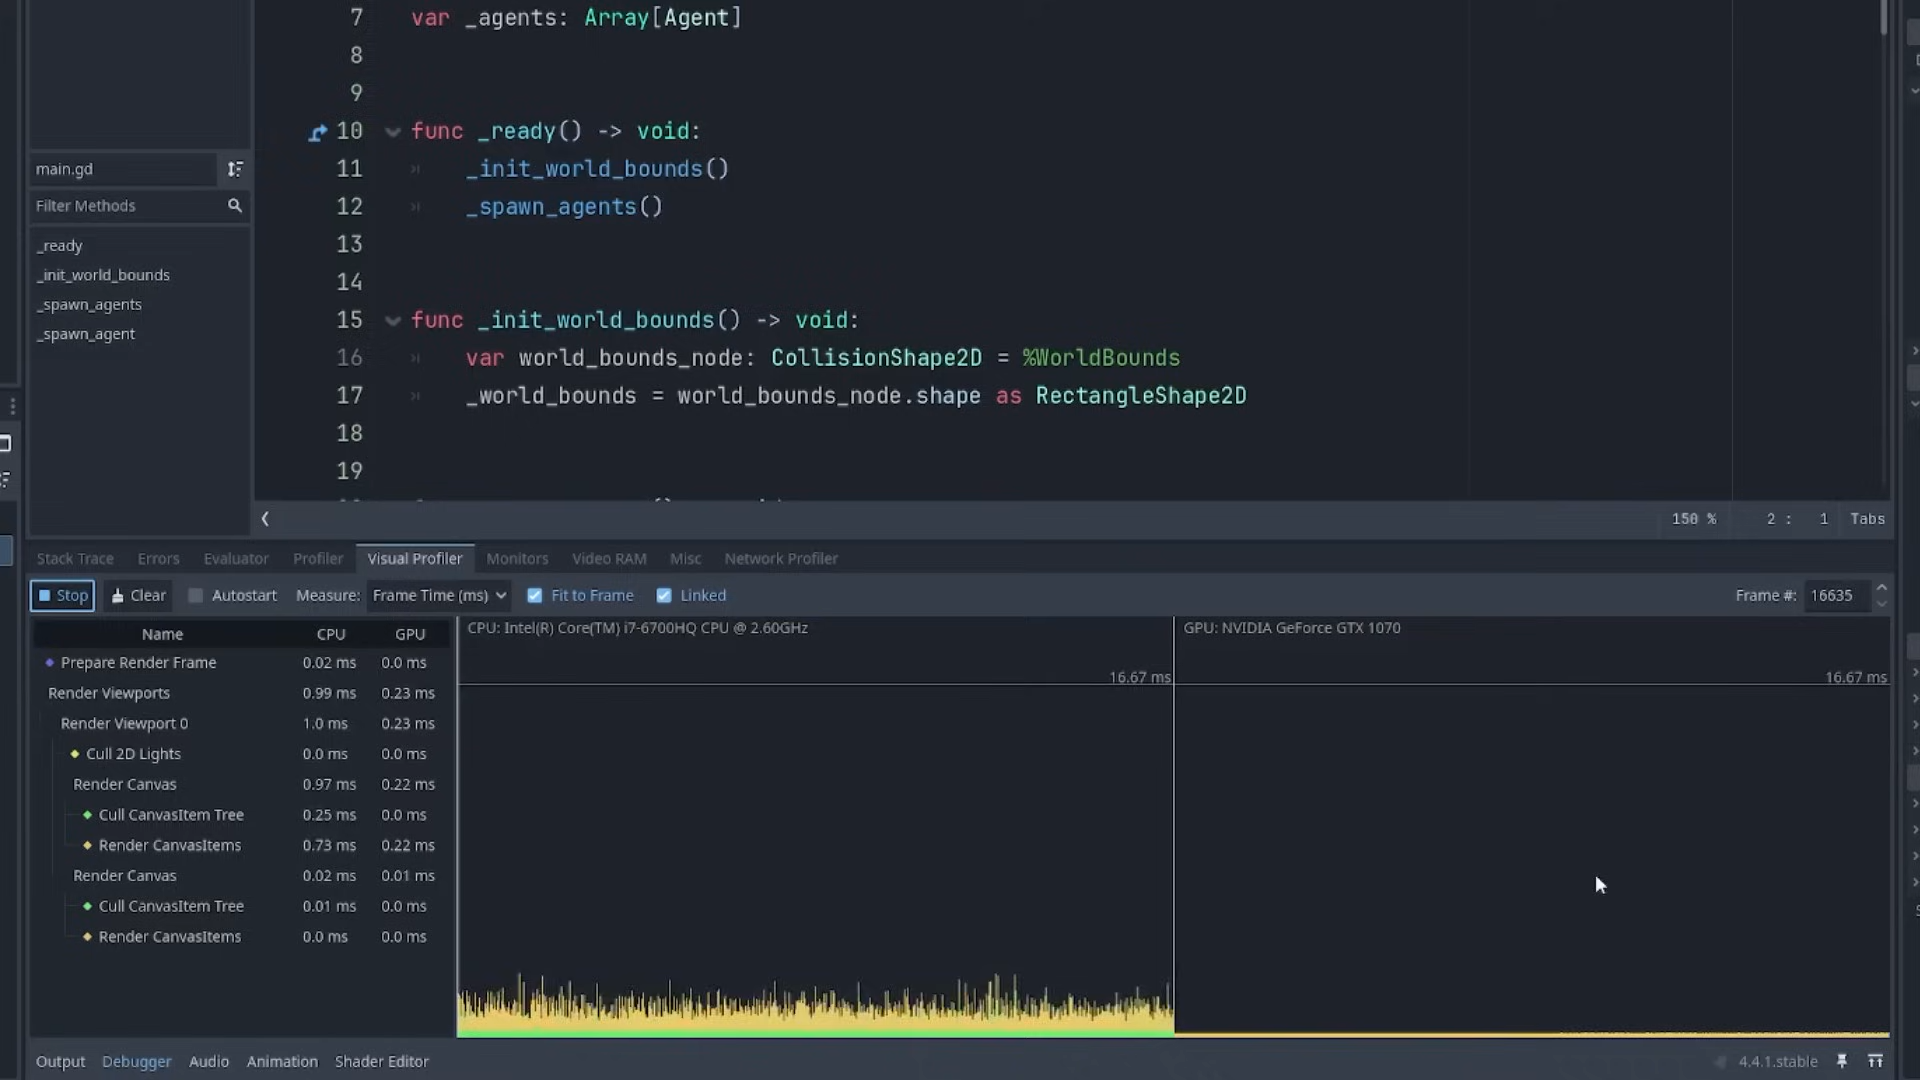 7 var _agents: Array[Agent]
8
9
10 func _ready() -> void:
11 _init_world_bounds()
12 _spawn_agents()
13
14
15 func _init_world_bounds() -> void:
16 var world_bounds_node: CollisionShape2D = %WorldBounds
17 _world_bounds = world_bounds_node.shape as RectangleShape2D
18
19
main.gd
Filter Methods
_ready
_init_world_bounds
_spawn_agents
_spawn_agent
150 % 2 : 1 Tabs
Stack Trace Errors Evaluator Profiler Visual Profiler Monitors Video RAM Misc Network Profiler
Stop Clear Autostart Measure: Frame Time (ms) Fit to Frame Linked Frame #: 16635
Name CPU GPU
Prepare Render Frame 0.02 ms 0.0 ms
Render Viewports 0.99 ms 0.23 ms
Render Viewport 0 1.0 ms 0.23 ms
Cull 2D Lights 0.0 ms 0.0 ms
Render Canvas 0.97 ms 0.22 ms
Cull CanvasItem Tree 0.25 ms 0.0 ms
Render CanvasItems 0.73 ms 0.22 ms
Render Canvas 0.02 ms 0.01 ms
Cull CanvasItem Tree 0.01 ms 0.0 ms
Render CanvasItems 0.0 ms 0.0 ms
CPU: Intel(R) Core(TM) i7-6700HQ CPU @ 2.60GHz
16.67 ms
GPU: NVIDIA GeForce GTX 1070
16.67 ms
Output Debugger Audio Animation Shader Editor 4.4.1.stable